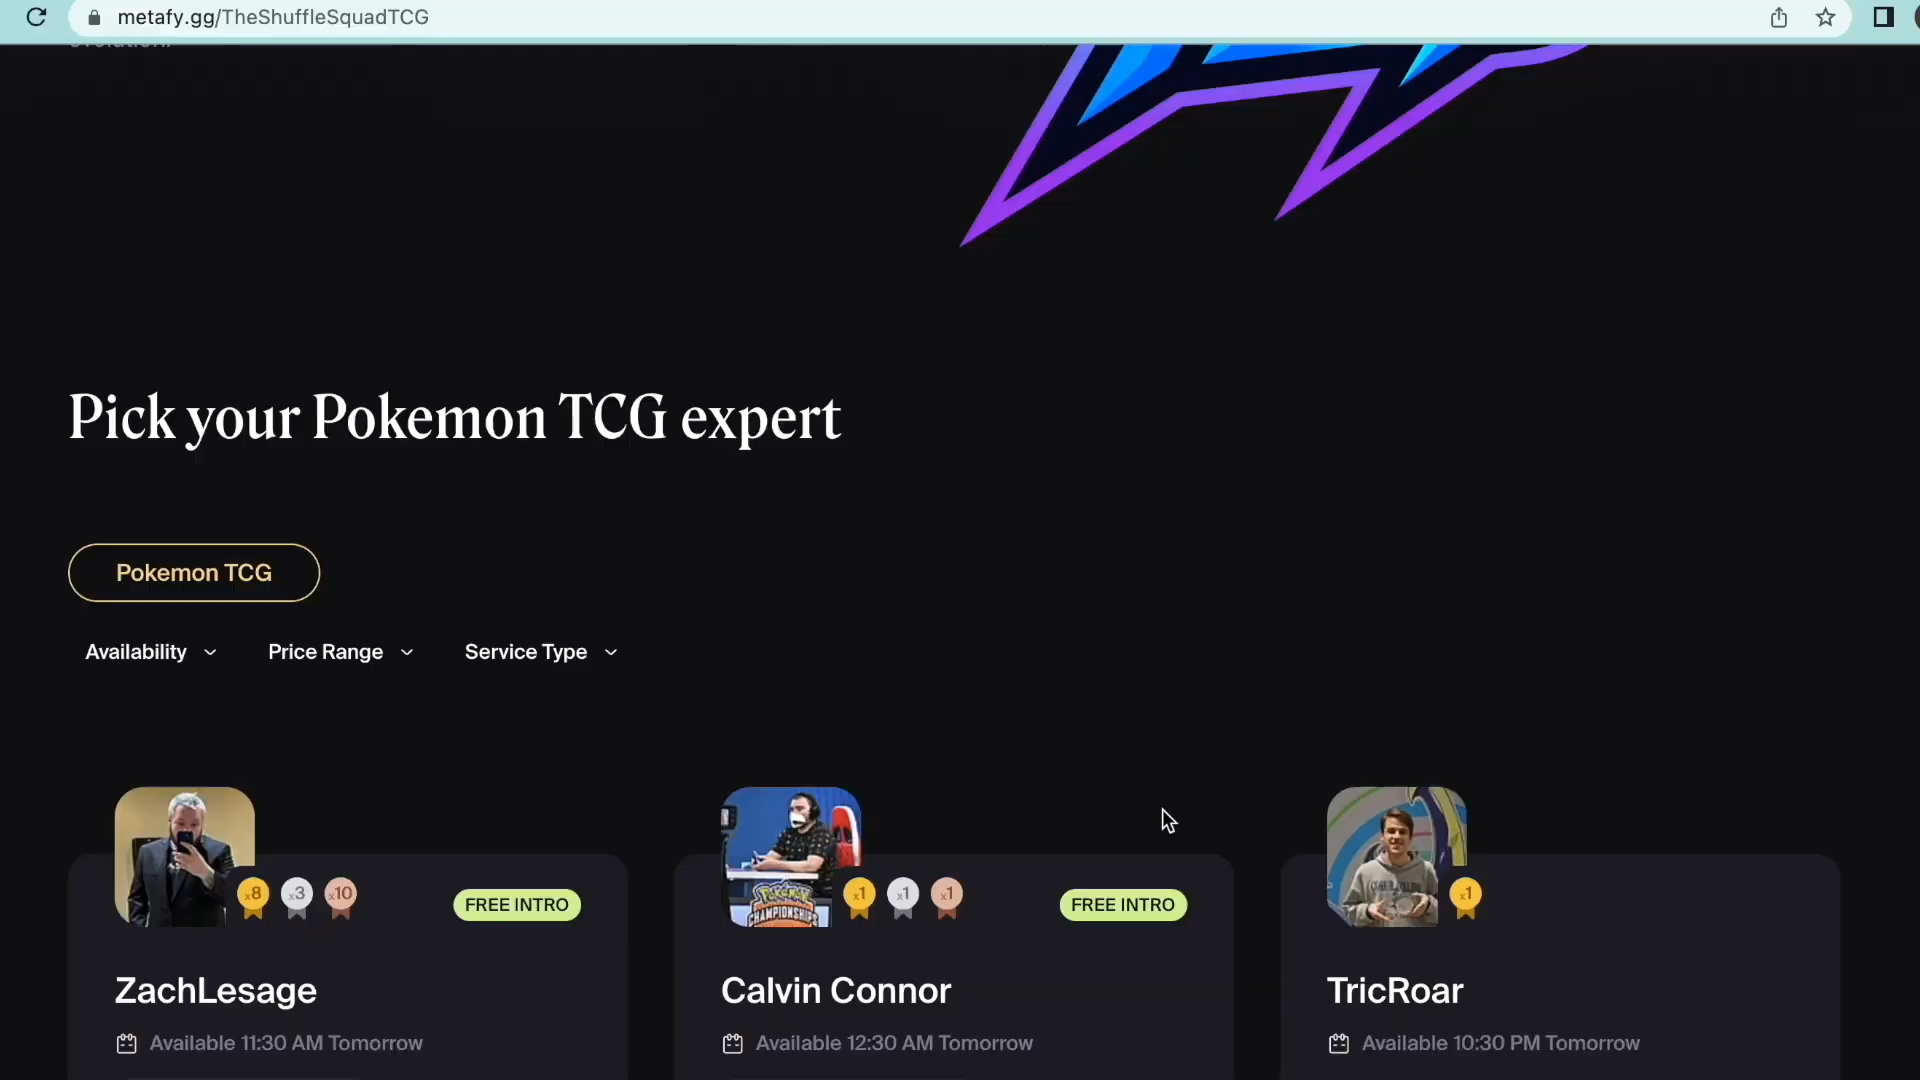 metafy.gg/TheShuffleSquadTCG
Pick your Pokemon TCG expert
Pokemon TCG
Availability Price Range Service Type
x8 x3 x10 FREE INTRO
x1 x1 x1 FREE INTRO
x1
POKÉMON
CHAMPIONSHIPS
ZachLesage Calvin Connor TricRoar
Available 11:30 AM Tomorrow Available 12:30 AM Tomorrow Available 10:30 PM Tomorrow